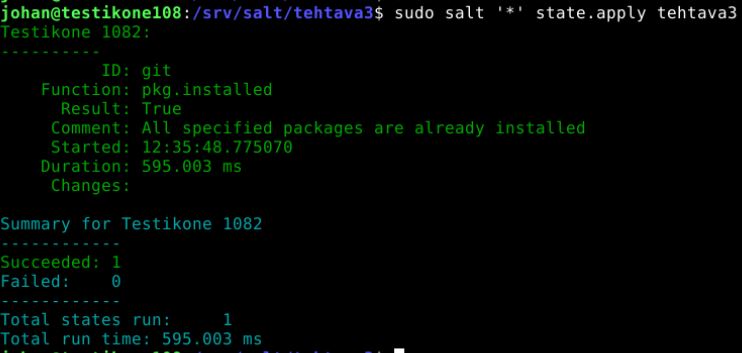 johan@testikone108:/srv/salt/tehtava3$ sudo salt '*' state.apply tehtava3
Testikone 1082:
----------
          ID: git
    Function: pkg.installed
      Result: True
     Comment: All specified packages are already installed
     Started: 12:35:48.775070
    Duration: 595.003 ms
     Changes:

Summary for Testikone 1082
------------
Succeeded: 1
Failed:    0
------------
Total states run:     1
Total run time: 595.003 ms